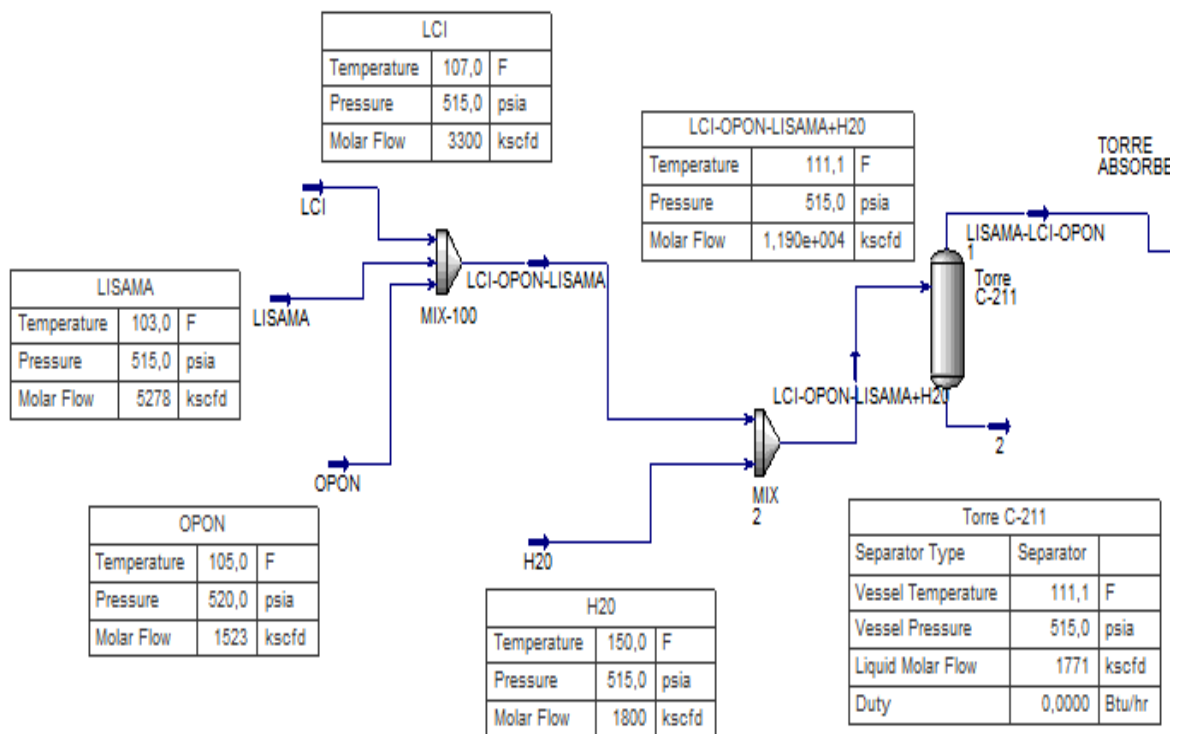 LCI
Temperature 107,0 F
Pressure 515,0 psia
Molar Flow 3300 kscfd
LCI-OPON-LISAMA+H20
Temperature 111,1 F
Pressure 515,0 psia
Molar Flow 1,190e+004 kscfd
TORRE
ABSORBE
LCI
LISAMA-LCI-OPON
1
Torre
C-211
LCI-OPON-LISAMA
MIX-100
LISAMA
Temperature 103,0 F
Pressure 515,0 psia
Molar Flow 5278 kscfd
LISAMA
LCI-OPON-LISAMA+H20
2
OPON
MIX
2
OPON
Temperature 105,0 F
Pressure 520,0 psia
Molar Flow 1523 kscfd
H20
H20
Temperature 150,0 F
Pressure 515,0 psia
Molar Flow 1800 kscfd
Torre C-211
Separator Type Separator
Vessel Temperature 111,1 F
Vessel Pressure 515,0 psia
Liquid Molar Flow 1771 kscfd
Duty 0,0000 Btu/hr